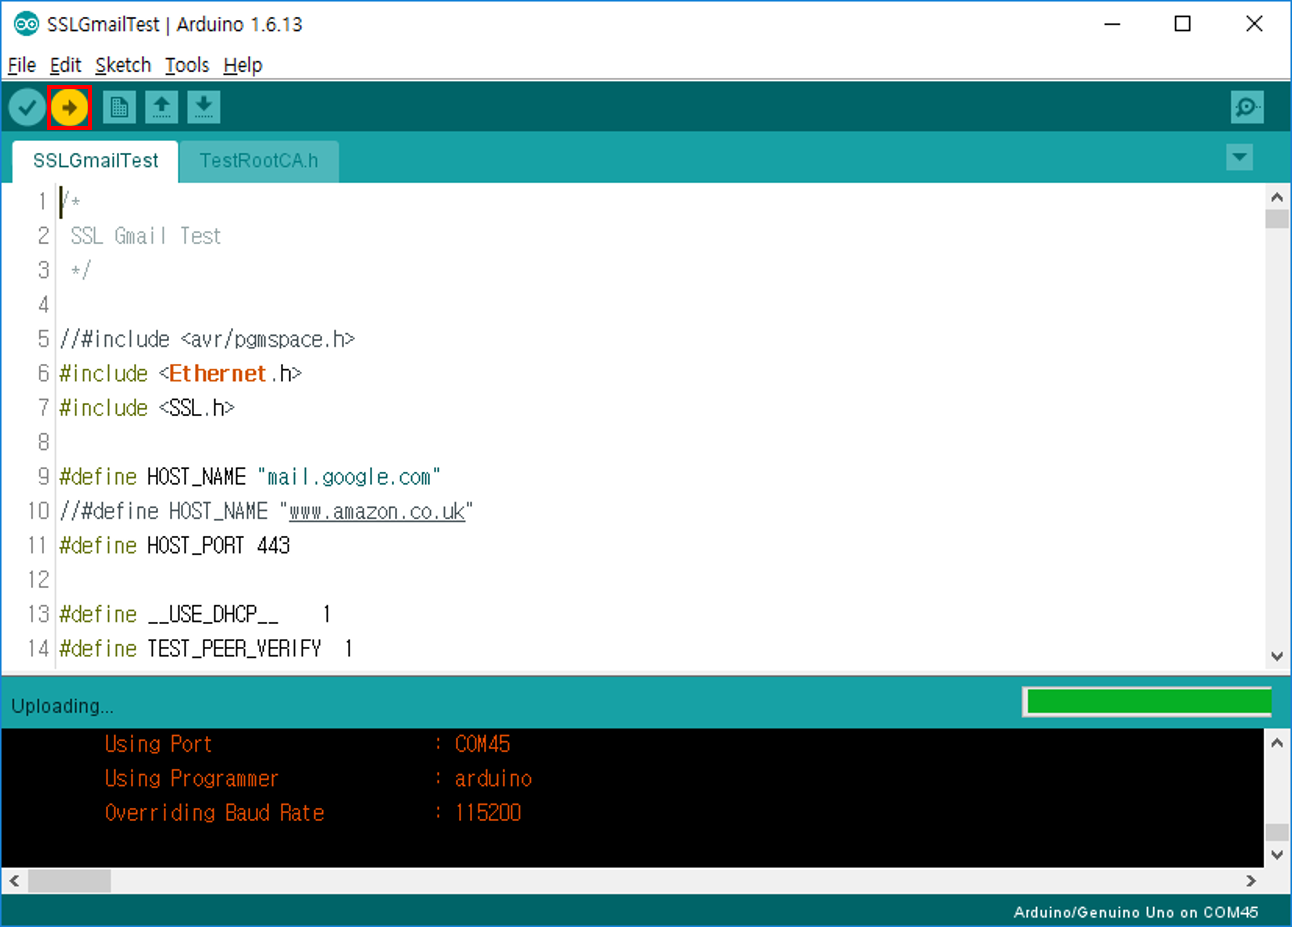 SSLGmailTest | Arduino 1.6.13
File Edit Sketch Tools Help
SSLGmailTest TestRootCA.h
1 /*
2 SSL Gmail Test
3 */
4
5 //#include <avr/pgmspace.h>
6 #include <Ethernet.h>
7 #include <SSL.h>
8
9 #define HOST_NAME "mail.google.com"
10 //#define HOST_NAME "www.amazon.co.uk"
11 #define HOST_PORT 443
12
13 #define __USE_DHCP__ 1
14 #define TEST_PEER_VERIFY 1
Uploading...
Using Port : COM45
Using Programmer : arduino
Overriding Baud Rate : 115200
Arduino/Genuino Uno on COM45